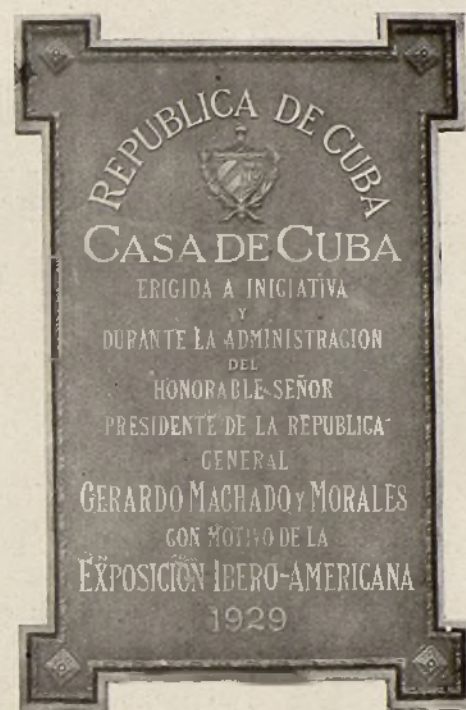 REPUBLICA DE CUBA
CASA DE CUBA
ERIGIDA A INICIATIVA
Y
DURANTE LA ADMINISTRACION
DEL
HONORABLE SEÑOR
PRESIDENTE DE LA REPUBLICA
GENERAL
GERARDO MACHADO Y MORALES
CON MOTIVO DE LA
EXPOSICIÓN IBERO-AMERICANA
1929